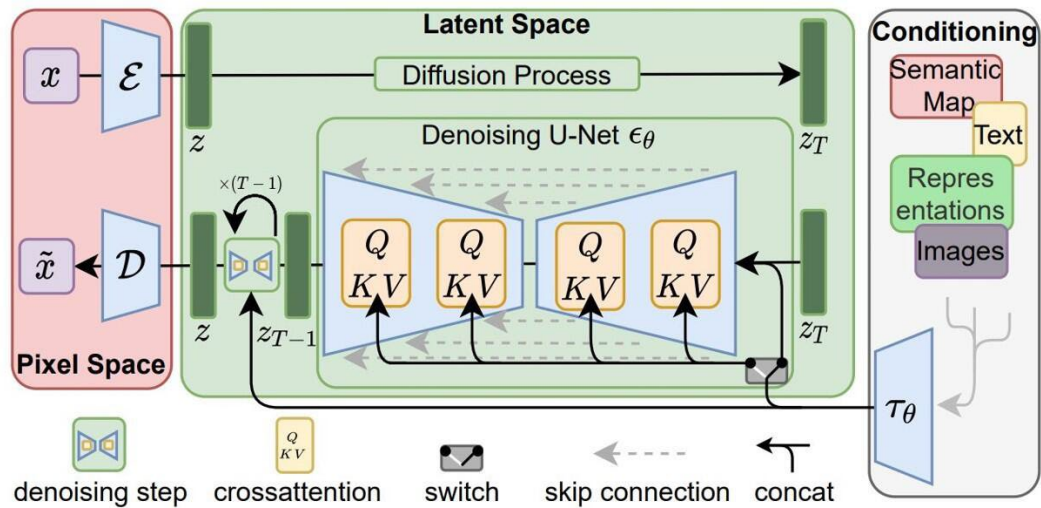 Latent Space
Conditioning
x
ℰ
z
Diffusion Process
z_T
Semantic
Map
Text
Denoising U-Net ϵ_θ
×(T−1)
Repres
entations
Images
x̃
𝒟
z
z_{T−1}
Q
K V
Q
K V
Q
K V
Q
K V
z_T
Pixel Space
τ_θ
Q
K V
denoising step
crossattention
switch
skip connection
concat